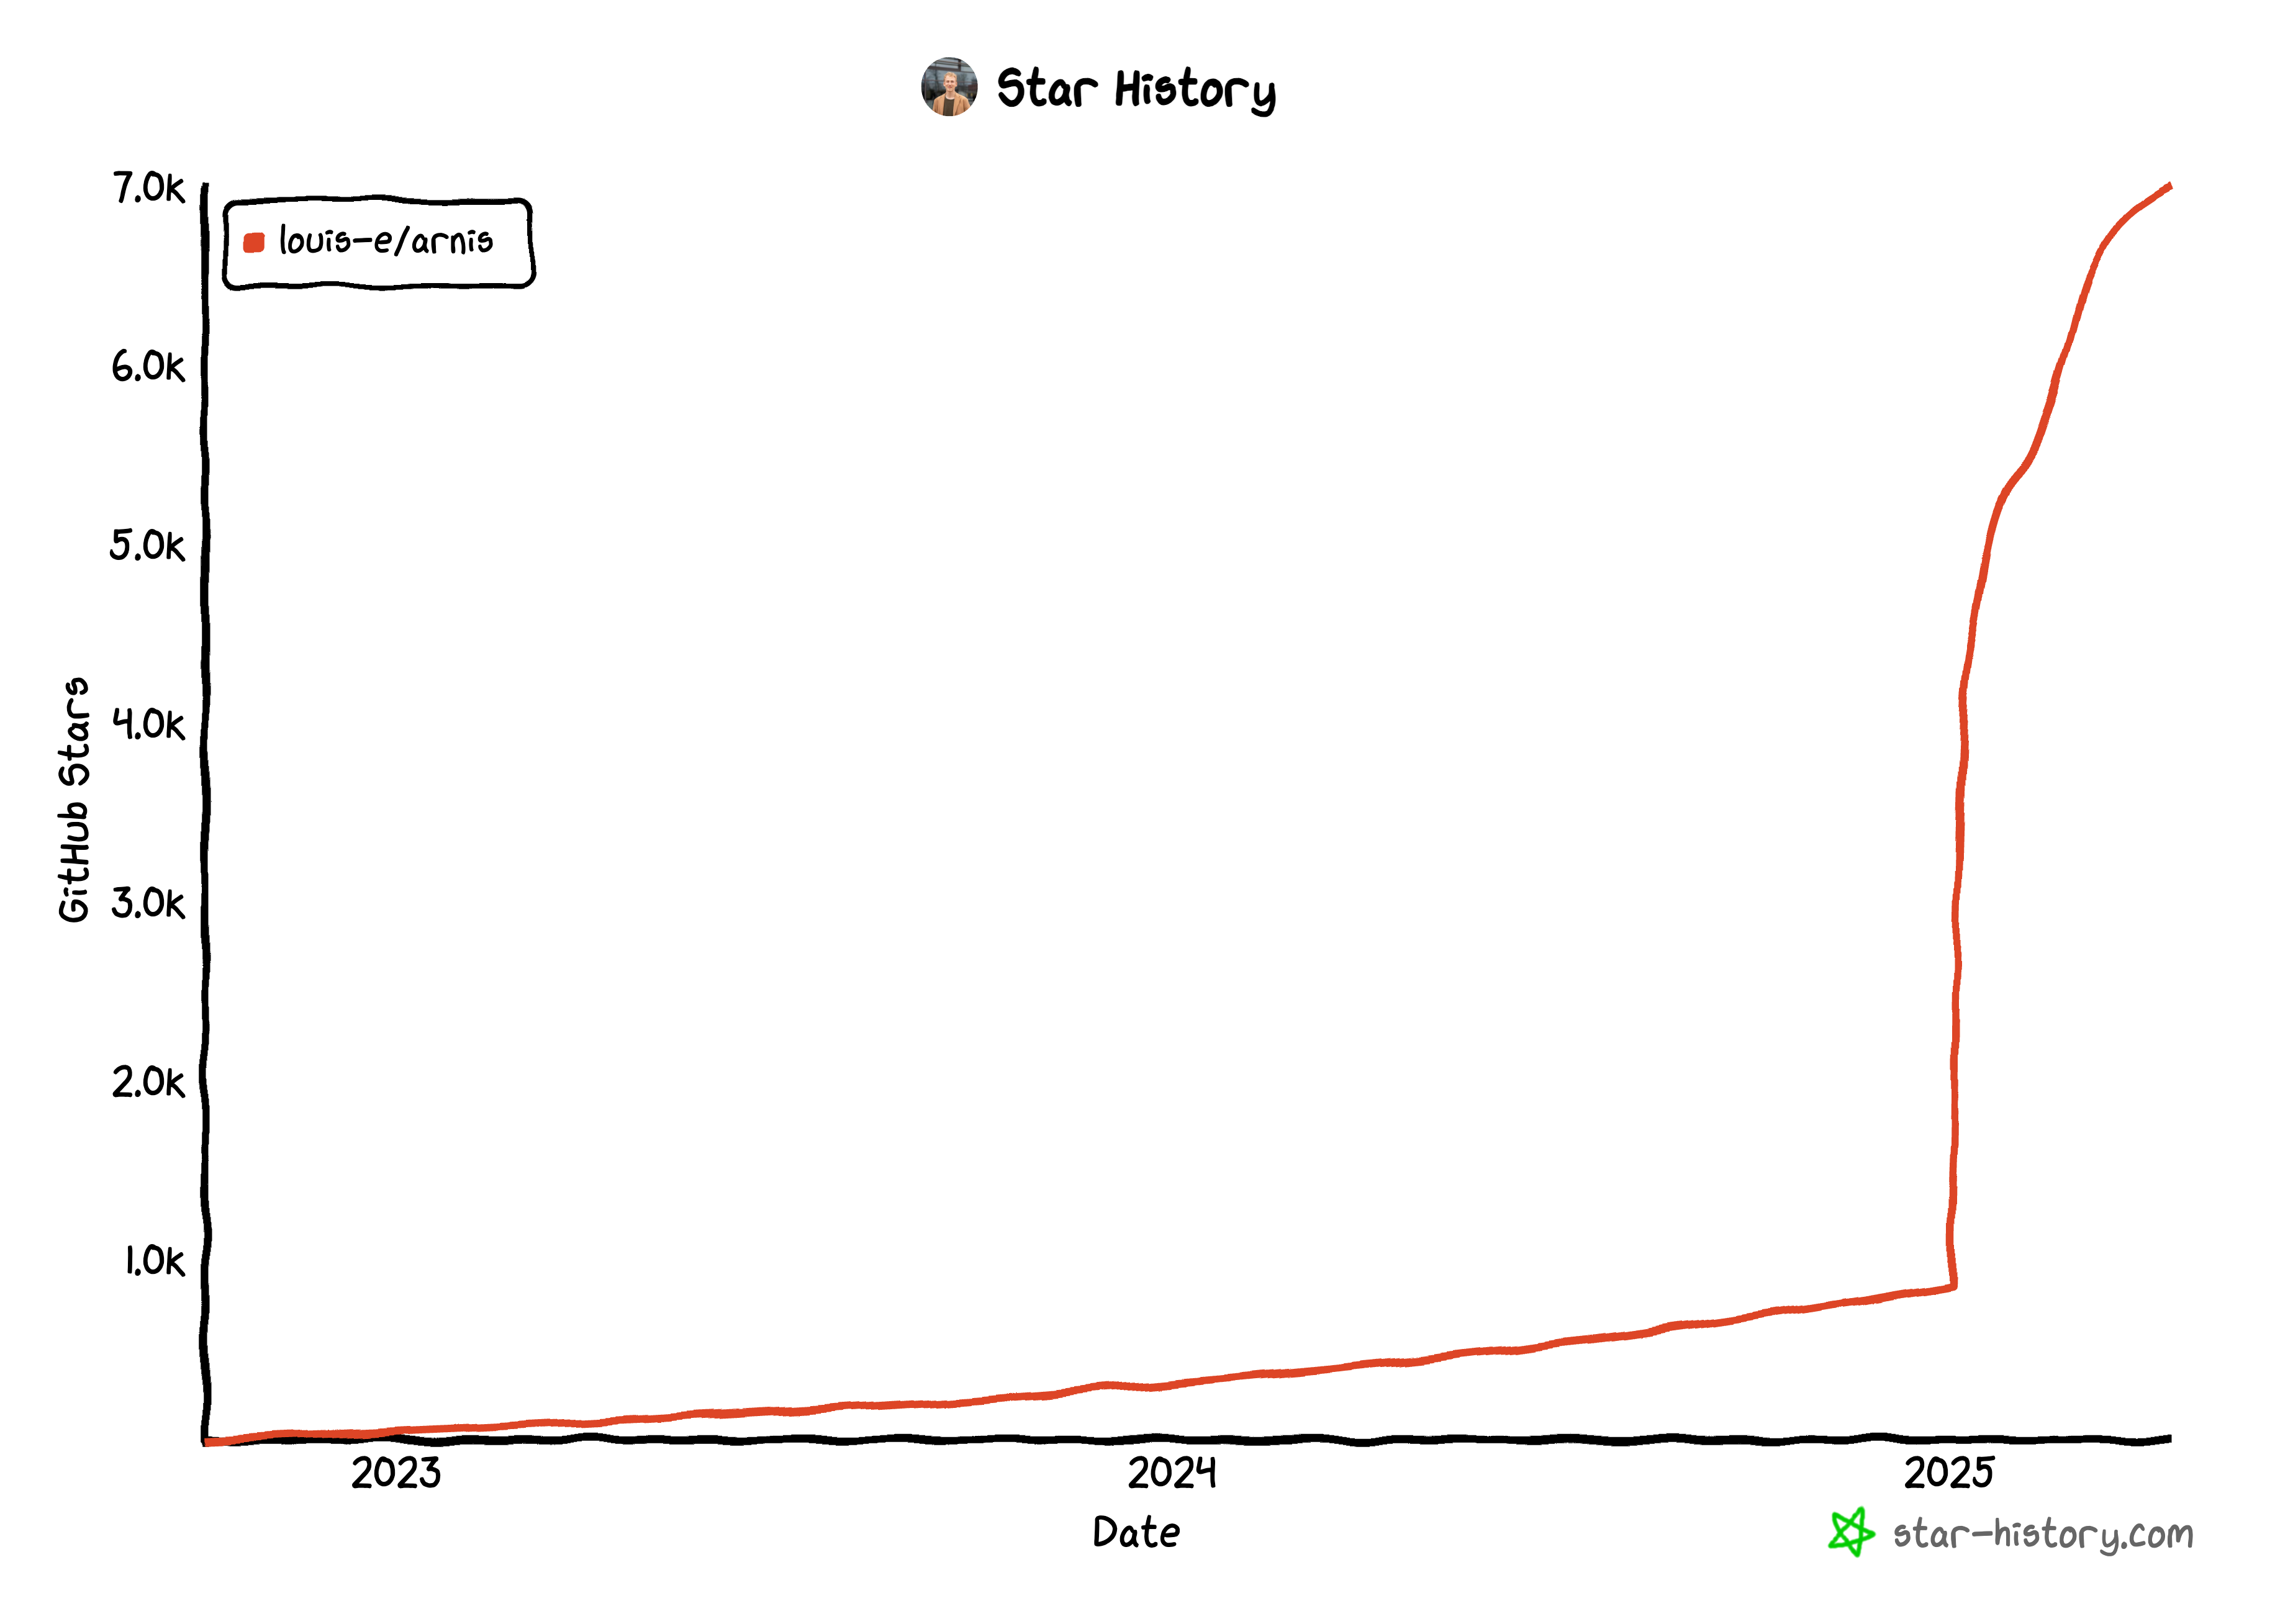 Star History
louis-e/arnis
7.0K
6.0K
5.0K
4.0K
3.0K
2.0K
1.0K
GitHub Stars
2023
2024
2025
Date
star-history.com